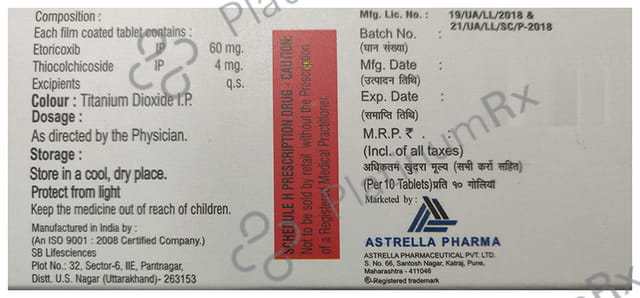 Composition :
Each film coated tablet contains :
Etoricoxib IP 60 mg.
Thiocolchicoside IP 4 mg.
Excipients q.s.
Colour : Titanium Dioxide I.P.
Dosage :
As directed by the Physician.
Storage :
Store in a cool, dry place.
Protect from light
Keep the medicine out of reach of children.
Manufactured in India by :
(An ISO 9001 : 2008 Certified Company.)
SB Lifesciences
Plot No.: 32, Sector-6, IIE, Pantnagar,
Distt. U.S. Nagar (Uttarakhand)- 263153
SCHEDULE H PRESCRIPTION DRUG - CAUTION:
Not to be sold by retail without the Prescription
of a Registered Medical Practitioner.
Mfg. Lic. No. : 19/UA/LL/2018 &
21/UA/LL/SC/P-2018
Batch No. :
(घान संख्या)
Mfg. Date :
(उत्पादन तिथि)
Exp. Date :
(समाप्ति तिथि)
M.R.P. ₹ :
(Incl. of all taxes)
अधिकतम खुदरा मूल्य (सभी करों सहित)
(Per 10 Tablets) प्रति १० गोलियां
Marketed by :
ASTRELLA PHARMA
ASTRELLA PHARMACEUTICAL PVT. LTD.
S. No. 66, Santosh Nagar, Katraj, Pune,
Maharashtra - 411046
®-Registered trademark
PlatinumRx